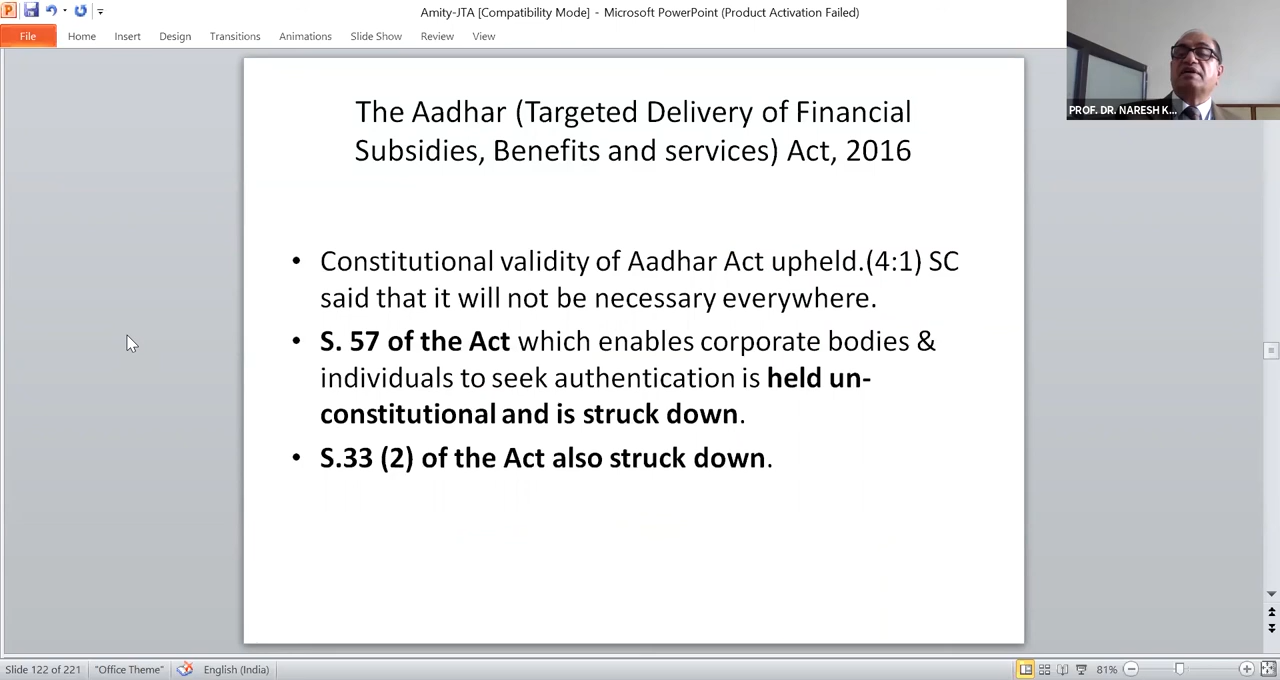 Amity-JTA [Compatibility Mode] - Microsoft PowerPoint (Product Activation Failed)
File Home Insert Design Transitions Animations Slide Show Review View
PROF. DR. NARESH K...
The Aadhar (Targeted Delivery of Financial
Subsidies, Benefits and services) Act, 2016
• Constitutional validity of Aadhar Act upheld.(4:1) SC
said that it will not be necessary everywhere.
• S. 57 of the Act which enables corporate bodies &
individuals to seek authentication is held un-
constitutional and is struck down.
• S.33 (2) of the Act also struck down.
Slide 122 of 221 "Office Theme" English (India) 81%